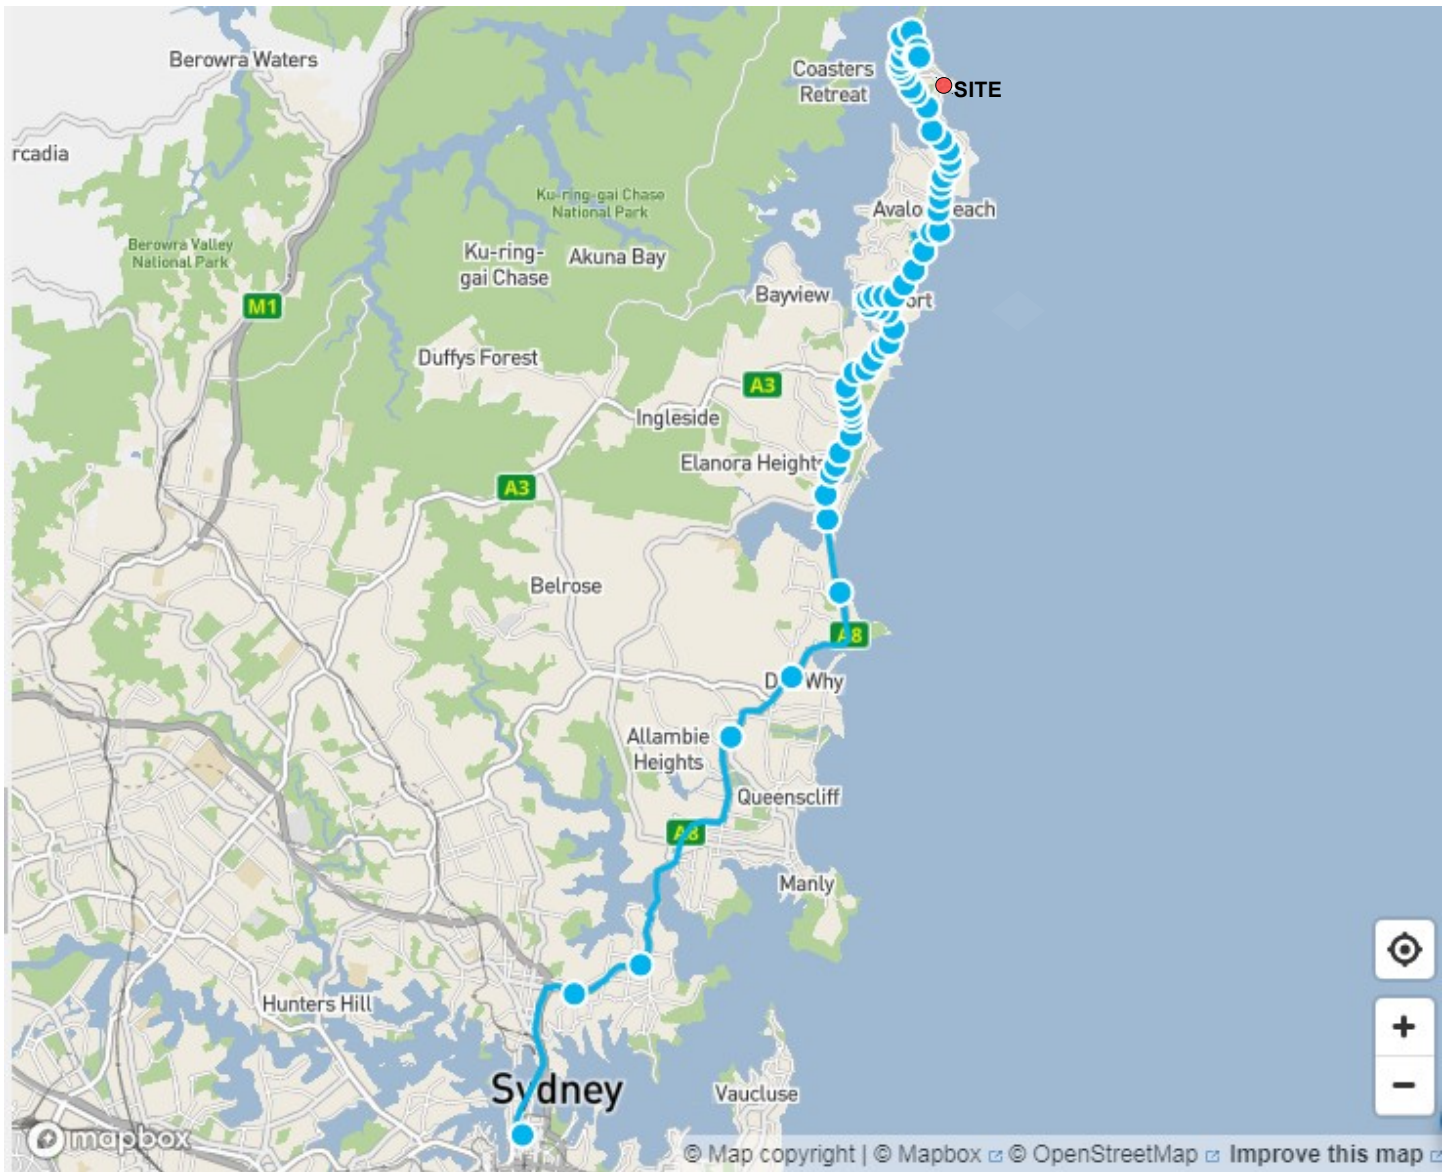 Berowra Waters
Coasters
Retreat
SITE
rcadia
Ku-ring-gai Chase
National Park
Avalo each
Berowra Valley
National Park
Ku-ring-
gai Chase
Akuna Bay
Bayview
ort
M1
Duffys Forest
A3
Ingleside
Elanora Heights
A3
Belrose
A8
D Why
Allambie
Heights
Queenscliff
A8
Manly
Hunters Hill
Sydney
Vaucluse
mapbox
© Map copyright | © Mapbox © OpenStreetMap Improve this map